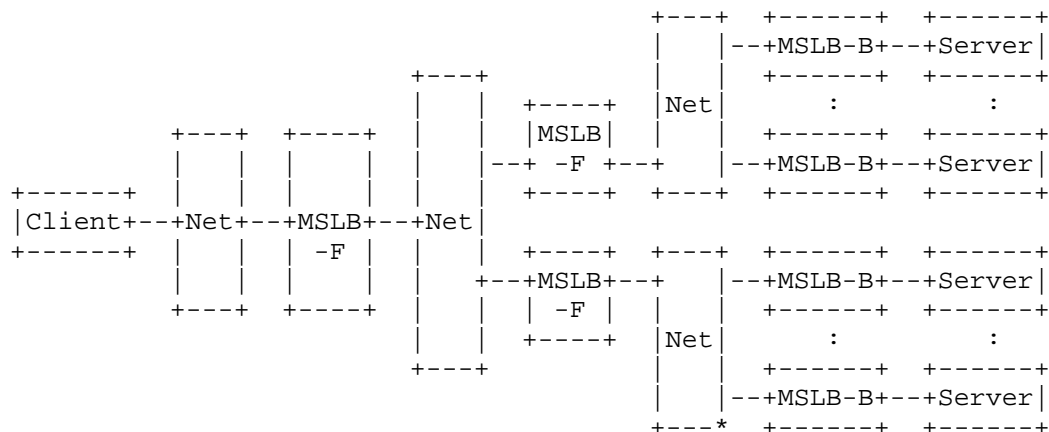 +---+  +------+  +------+
|   |--+MSLB-B+--+Server|
+---+           |   |  +------+  +------+
|   |  +----+   |Net|      :         :
+---+  +----+   |   |  |MSLB|   |   |  +------+  +------+
|   |  |    |   |   |--+ -F +--+   |--+MSLB-B+--+Server|
+------+  |   |  |    |   |   |  +----+  +---+  +------+  +------+
|Client+--+Net+--+MSLB+--+Net|
+------+  |   |  | -F |  |   |  +----+  +---+  +------+  +------+
|   |  |    |  |   +--+MSLB+--+   |--+MSLB-B+--+Server|
+---+  +----+  |   |  | -F |  |   |  +------+  +------+
|   |  +----+  |Net|      :         :
+---+          |   |  +------+  +------+
|   |--+MSLB-B+--+Server|
+---*  +------+  +------+